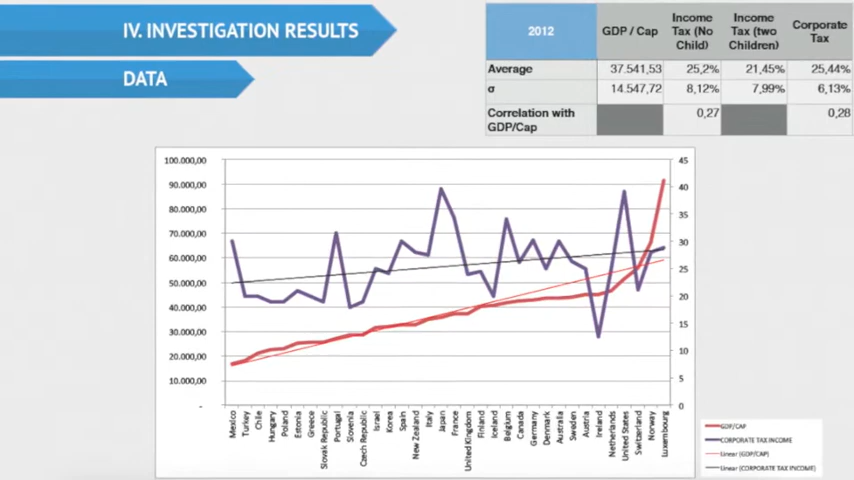 IV. INVESTIGATION RESULTS
DATA
2012
GDP / Cap
Income Tax (No Child)
Income Tax (two Children)
Corporate Tax
Average 37.541,53 25,2% 21,45% 25,44%
σ 14.547,72 8,12% 7,99% 6,13%
Correlation with GDP/Cap 0,27 0,28
100.000,00
90.000,00
80.000,00
70.000,00
60.000,00
50.000,00
40.000,00
30.000,00
20.000,00
10.000,00
-
45
40
35
30
25
20
15
10
5
0
Mexico
Turkey
Chile
Hungary
Poland
Estonia
Greece
Slovak Republic
Portugal
Slovenia
Czech Republic
Israel
Korea
Spain
New Zealand
Italy
Japan
France
United Kingdom
Finland
Iceland
Belgium
Canada
Germany
Denmark
Australia
Sweden
Austria
Ireland
Netherlands
United States
Switzerland
Norway
Luxembourg
GDP/CAP
CORPORATE TAX INCOME
Linear (GDP/CAP)
Linear (CORPORATE TAX INCOME)